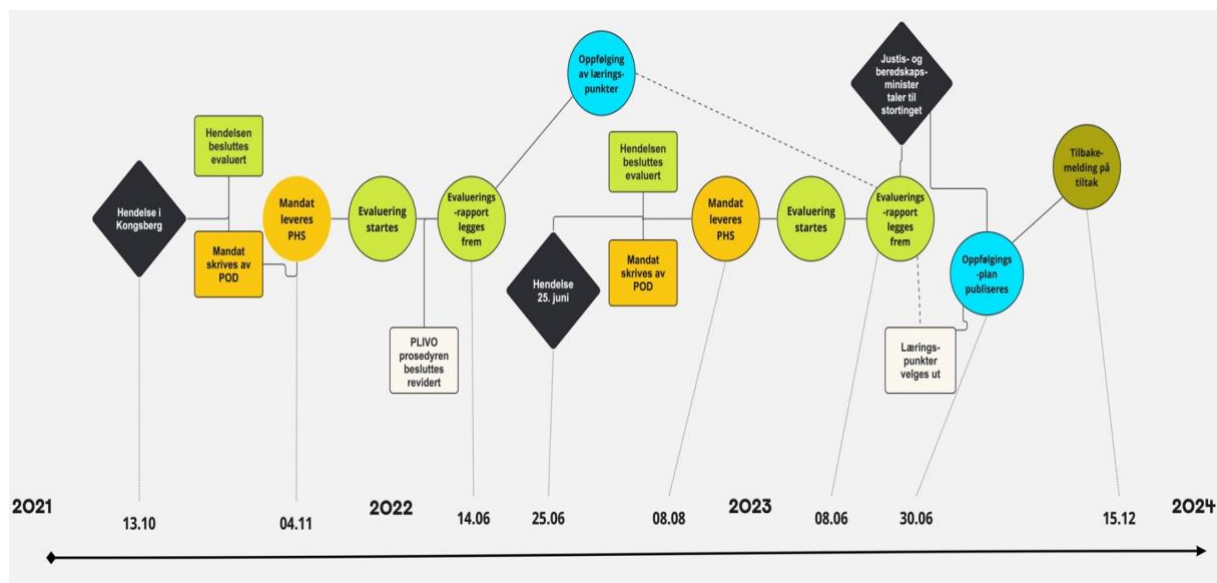 Hendelse i
Kongsberg
Hendelsen
besluttes
evaluert
Mandat
skrives av
POD
Mandat
leveres
PHS
Evaluering
startes
PLIVO
prosedyren
besluttes
revidert
Evaluerings
-rapport
legges
frem
Oppfølging
av lærings-
punkter
Hendelse
25. juni
Hendelsen
besluttes
evaluert
Mandat
skrives av
POD
Mandat
leveres
PHS
Evaluering
startes
Evaluerings
-rapport
legges
frem
Justis- og
beredskaps-
minister
taler til
stortinget
Lærings-
punkter
velges ut
Oppfølgings
-plan
publiseres
Tilbake-
melding på
tiltak
2021
13.10
04.11
2022
14.06
25.06
08.08
2023
08.06
30.06
15.12
2024